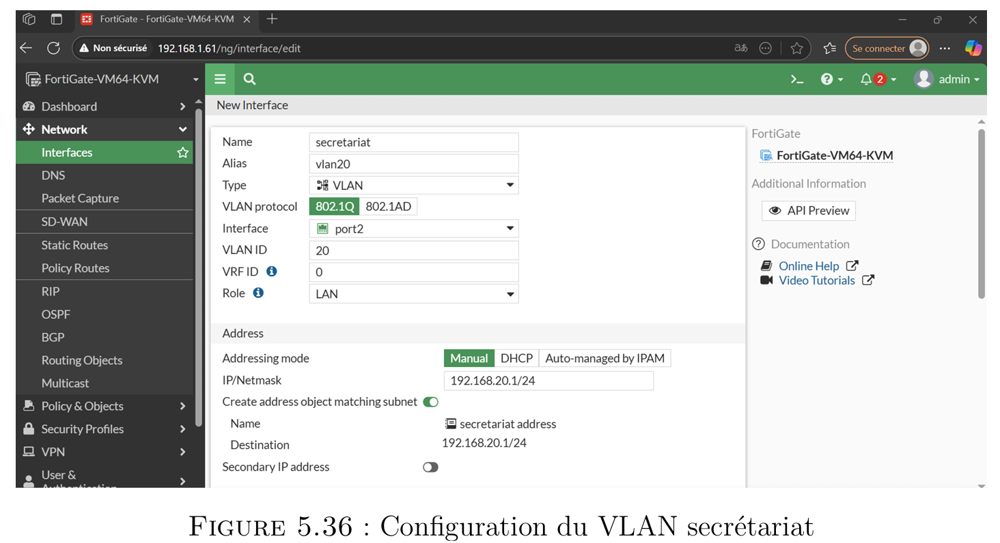 FortiGate - FortiGate-VM64-KVM
Non sécurisé 192.168.1.61/ng/interface/edit
aあ
Se connecter
FortiGate-VM64-KVM
2
admin
Dashboard
Network
Interfaces
DNS
Packet Capture
SD-WAN
Static Routes
Policy Routes
RIP
OSPF
BGP
Routing Objects
Multicast
Policy & Objects
Security Profiles
VPN
User &
Authentication
New Interface
Name secretariat
Alias vlan20
Type VLAN
VLAN protocol 802.1Q 802.1AD
Interface port2
VLAN ID 20
VRF ID 0
Role LAN
Address
Addressing mode Manual DHCP Auto-managed by IPAM
IP/Netmask 192.168.20.1/24
Create address object matching subnet
Name secretariat address
Destination 192.168.20.1/24
Secondary IP address
FortiGate
FortiGate-VM64-KVM
Additional Information
API Preview
Documentation
Online Help
Video Tutorials
FIGURE 5.36 : Configuration du VLAN secrétariat